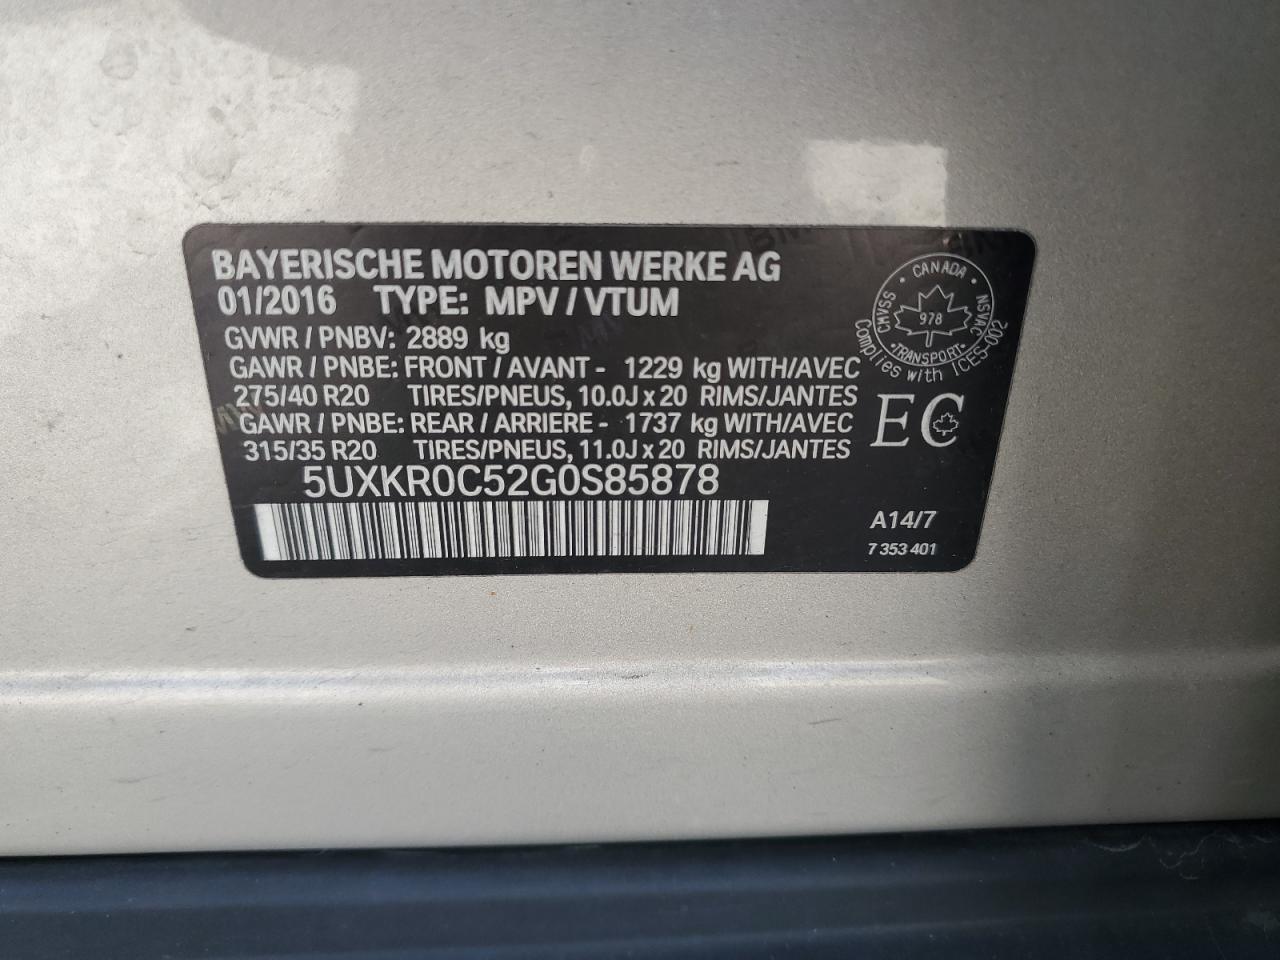 BAYERISCHE MOTOREN WERKE AG
01/2016 TYPE: MPV / VTUM
GVWR / PNBV: 2889 kg
GAWR / PNBE: FRONT / AVANT - 1229 kg WITH/AVEC
275/40 R20 TIRES/PNEUS, 10.0J x 20 RIMS/JANTES
GAWR / PNBE: REAR / ARRIERE - 1737 kg WITH/AVEC
315/35 R20 TIRES/PNEUS, 11.0J x 20 RIMS/JANTES
5UXKR0C52G0S85878
CANADA
CMVSS
NSVAC
978
TRANSPORT
Complies with ICES-002
EC
A14/7
7 353 401